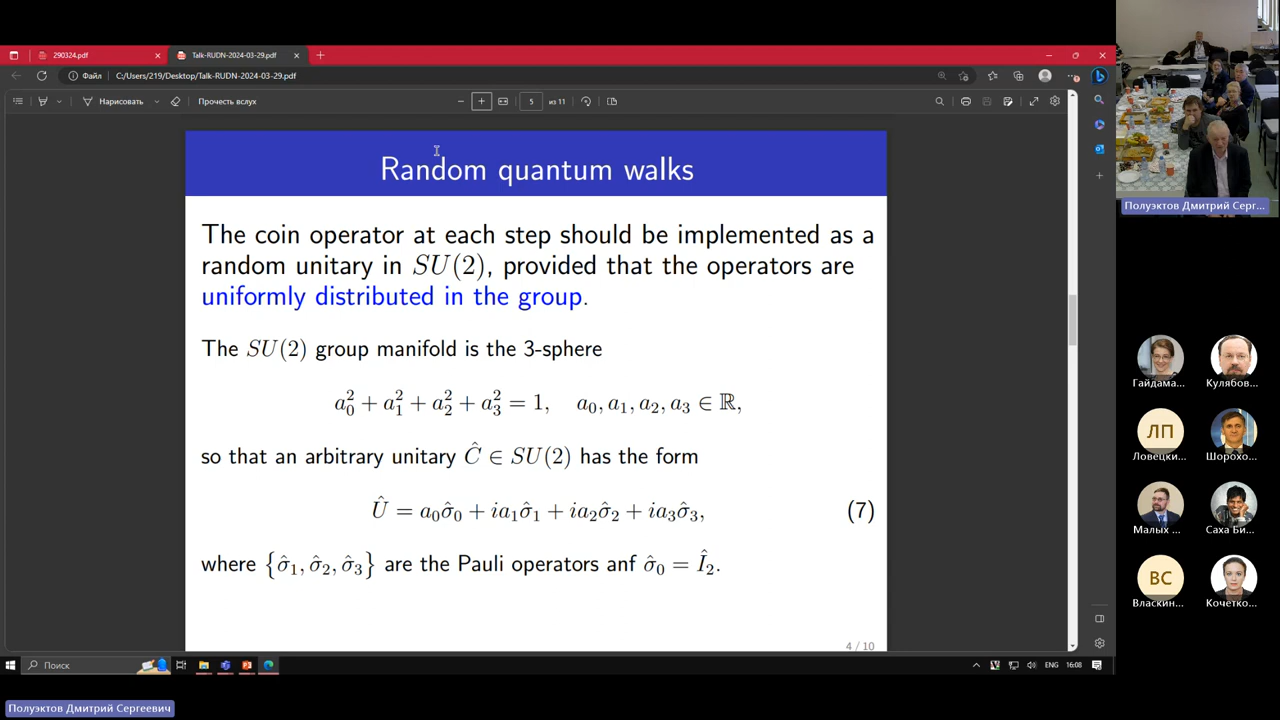 290324.pdf
Talk-RUDN-2024-03-29.pdf
Файл
C:/Users/219/Desktop/Talk-RUDN-2024-03-29.pdf
Нарисовать
Прочесть вслух
5
из 11
Random quantum walks
The coin operator at each step should be implemented as a
random unitary in SU(2), provided that the operators are
uniformly distributed in the group.
The SU(2) group manifold is the 3-sphere
a₀² + a₁² + a₂² + a₃² = 1, a₀, a₁, a₂, a₃ ∈ ℝ,
so that an arbitrary unitary Ĉ ∈ SU(2) has the form
Û = a₀σ̂₀ + ia₁σ̂₁ + ia₂σ̂₂ + ia₃σ̂₃, (7)
where {σ̂₁, σ̂₂, σ̂₃} are the Pauli operators anf σ̂₀ = Î₂.
4 / 10
Поиск
ENG
16:08
Полуэктов Дмитрий Серг...
Гайдама...
Кулябов...
ЛП
Ловецки...
Шорохо...
Малых ...
Саха Би...
ВС
Власкин...
Кочетко...
Полуэктов Дмитрий Сергеевич